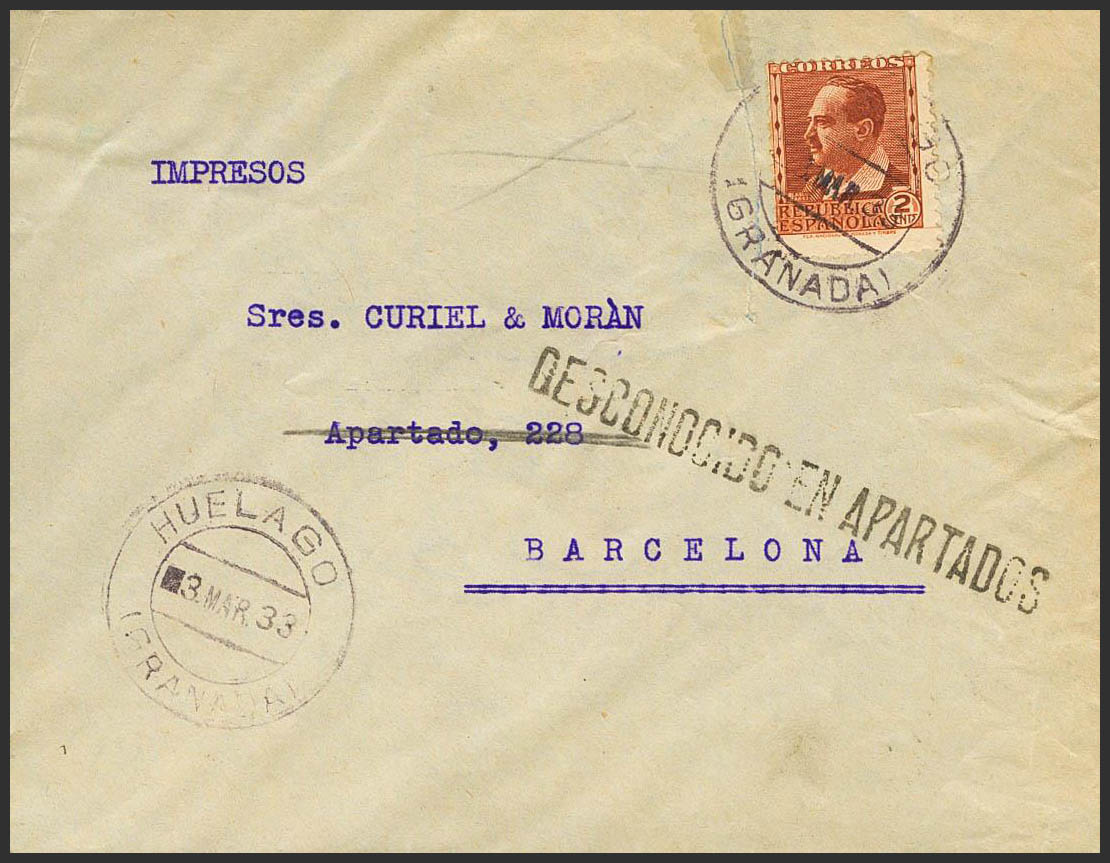 CORREOS
MAR
REPUBLICA
ESPAÑOLA
2
(GRANADA)
IMPRESOS
Sres. CURIEL & MORÀN
Apartado, 228
DESCONOCIDO EN APARTADOS
BARCELONA
HUELAGO
3.MAR.33
(GRANADA)